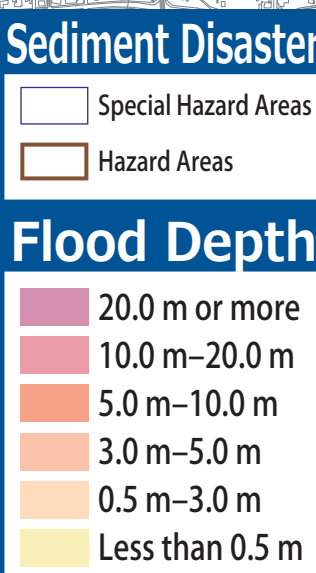 Sediment Disaster
Special Hazard Areas
Hazard Areas
Flood Depth
20.0 m or more
10.0 m–20.0 m
5.0 m–10.0 m
3.0 m–5.0 m
0.5 m–3.0 m
Less than 0.5 m